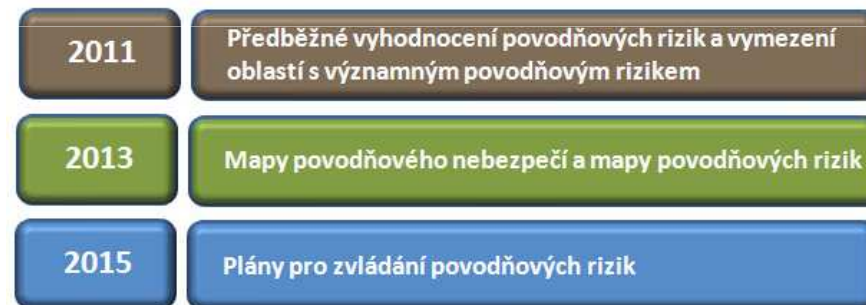 2011
Předběžné vyhodnocení povodňových rizik a vymezení
oblastí s významným povodňovým rizikem
2013
Mapy povodňového nebezpečí a mapy povodňových rizik
2015
Plány pro zvládání povodňových rizik